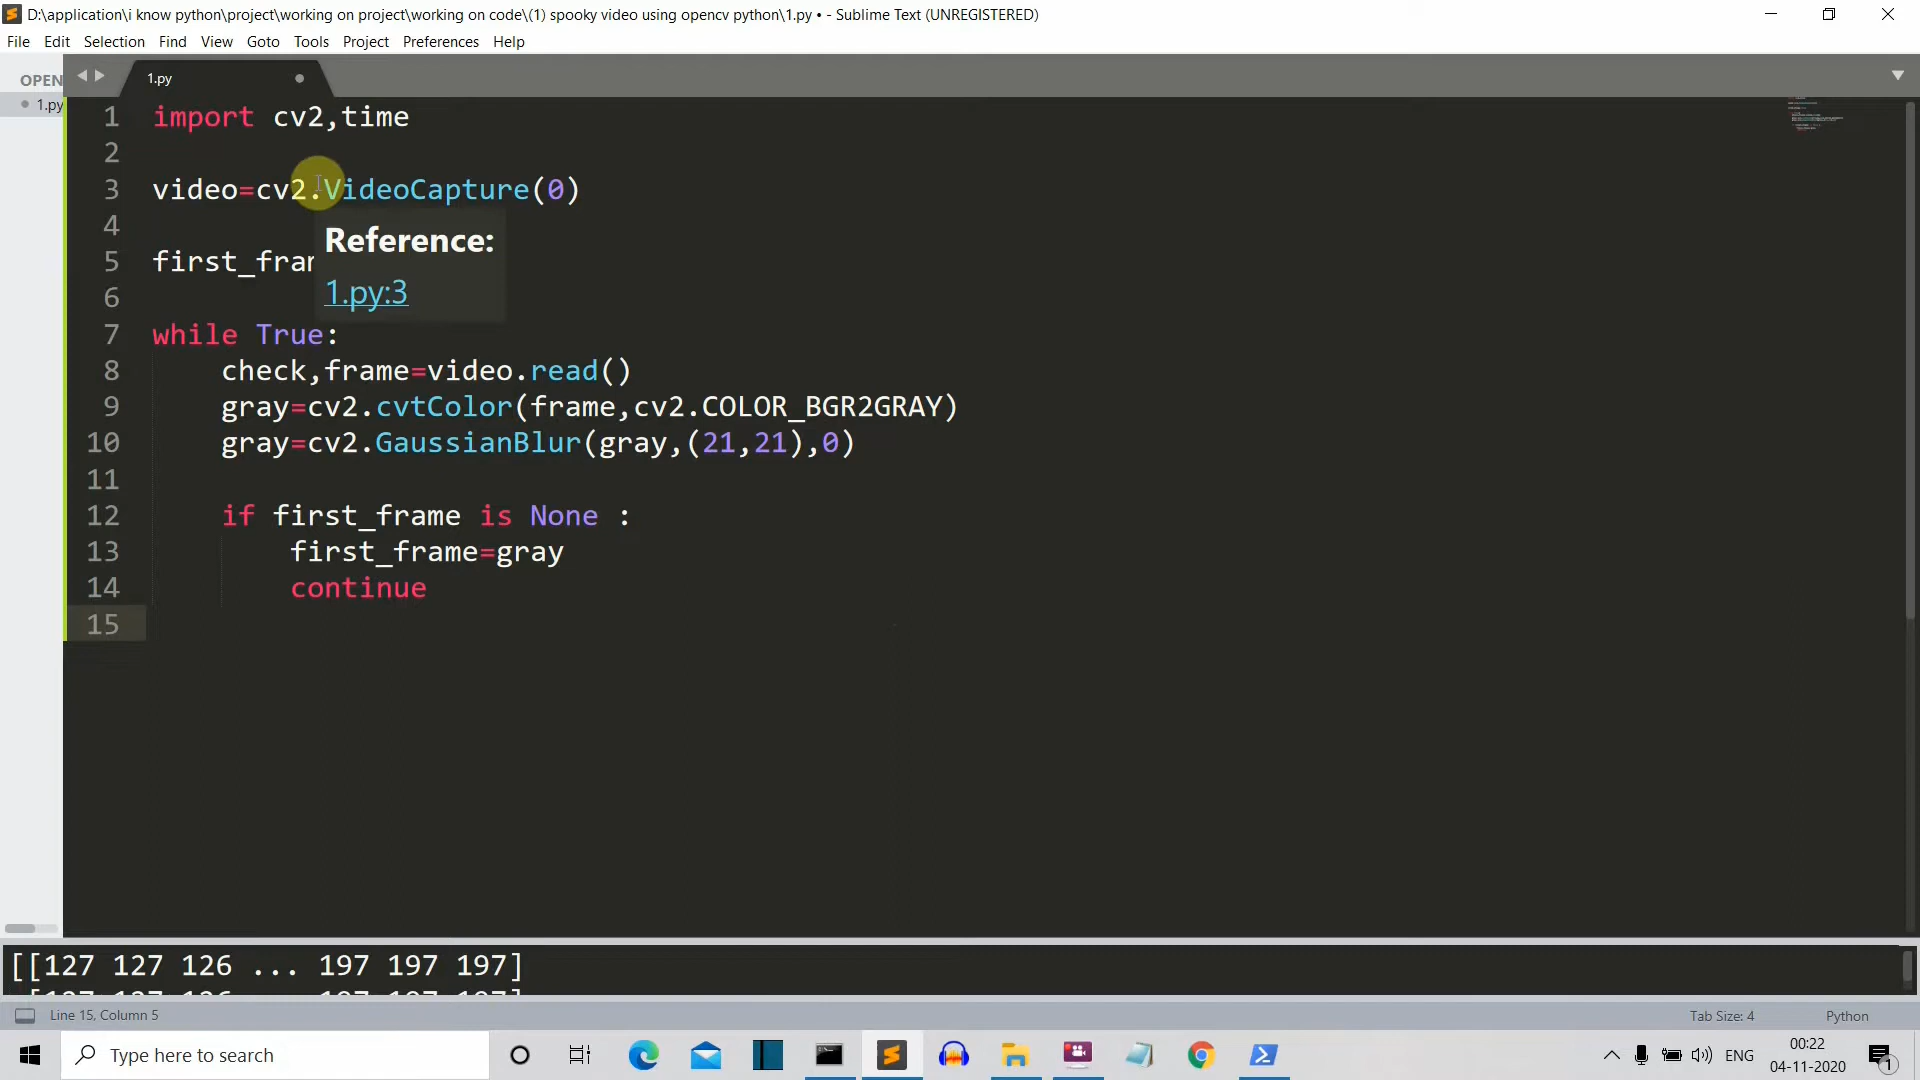 D:\application\i know python\project\working on project\working on code\(1) spooky video using opencv python\1.py • - Sublime Text (UNREGISTERED)
File Edit Selection Find View Goto Tools Project Preferences Help
OPEN
1.py
1.py
1 import cv2,time
2
3 video=cv2.VideoCapture(0)
4
Reference:
5 first_fram
1.py:3
6
7 while True:
8 check,frame=video.read()
9 gray=cv2.cvtColor(frame,cv2.COLOR_BGR2GRAY)
10 gray=cv2.GaussianBlur(gray,(21,21),0)
11
12 if first_frame is None :
13 first_frame=gray
14 continue
15
[[127 127 126 ... 197 197 197]
Line 15, Column 5
Tab Size: 4
Python
Type here to search
ENG
00:22
04-11-2020
1